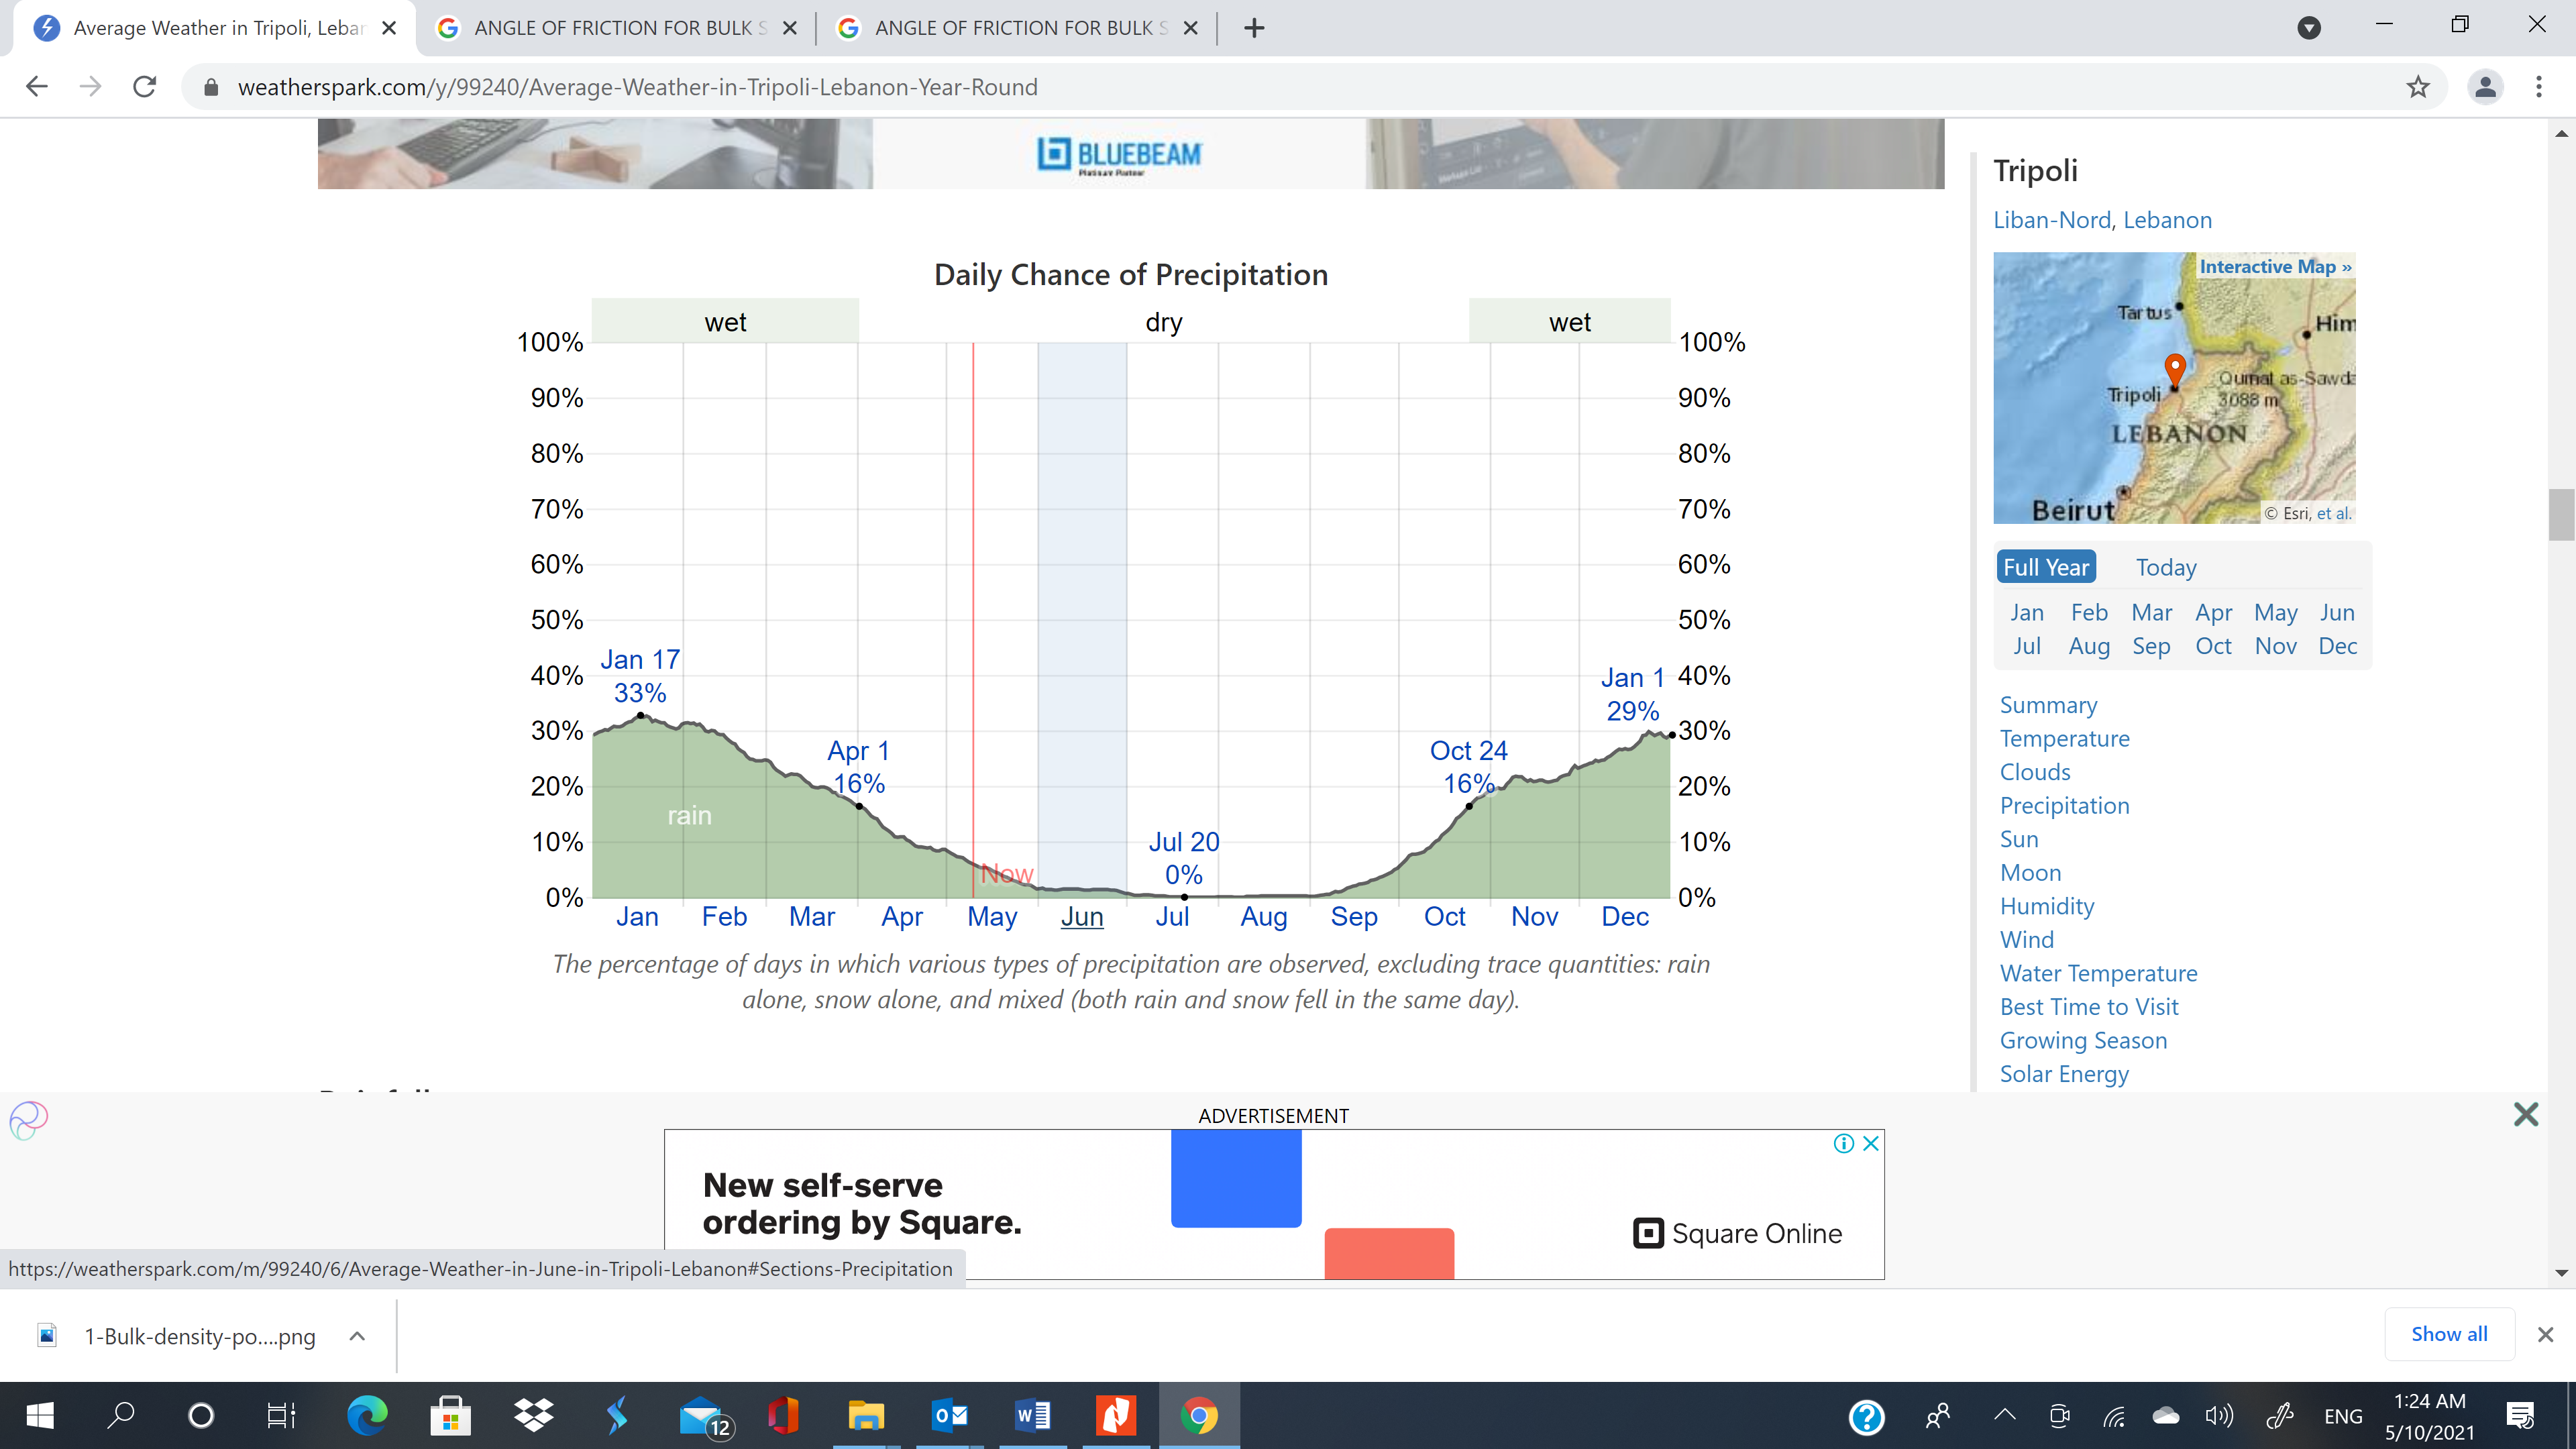 Average Weather in Tripoli, Lebar
ANGLE OF FRICTION FOR BULK S
ANGLE OF FRICTION FOR BULK S
weatherspark.com/y/99240/Average-Weather-in-Tripoli-Lebanon-Year-Round
BLUEBEAM
Platinum Partner
Tripoli
Liban-Nord, Lebanon
Interactive Map »
Tartus
Him
Qurnat as-Sawda
3088 m
Tripoli
LEBANON
Beirut
© Esri, et al.
Full Year Today
Jan Feb Mar Apr May Jun
Jul Aug Sep Oct Nov Dec
Summary
Temperature
Clouds
Precipitation
Sun
Moon
Humidity
Wind
Water Temperature
Best Time to Visit
Growing Season
Solar Energy
Daily Chance of Precipitation
wet dry wet
100% 100%
90% 90%
80% 80%
70% 70%
60% 60%
50% 50%
40% 40%
30% 30%
20% 20%
10% 10%
0% 0%
Jan 17
33%
Apr 1
16%
Jul 20
0%
Oct 24
16%
Jan 1
29%
rain
Now
Jan Feb Mar Apr May Jun Jul Aug Sep Oct Nov Dec
The percentage of days in which various types of precipitation are observed, excluding trace quantities: rain
alone, snow alone, and mixed (both rain and snow fell in the same day).
ADVERTISEMENT
New self-serve
ordering by Square.
Square Online
https://weatherspark.com/m/99240/6/Average-Weather-in-June-in-Tripoli-Lebanon#Sections-Precipitation
1-Bulk-density-po....png
Show all
12
ENG
1:24 AM
5/10/2021